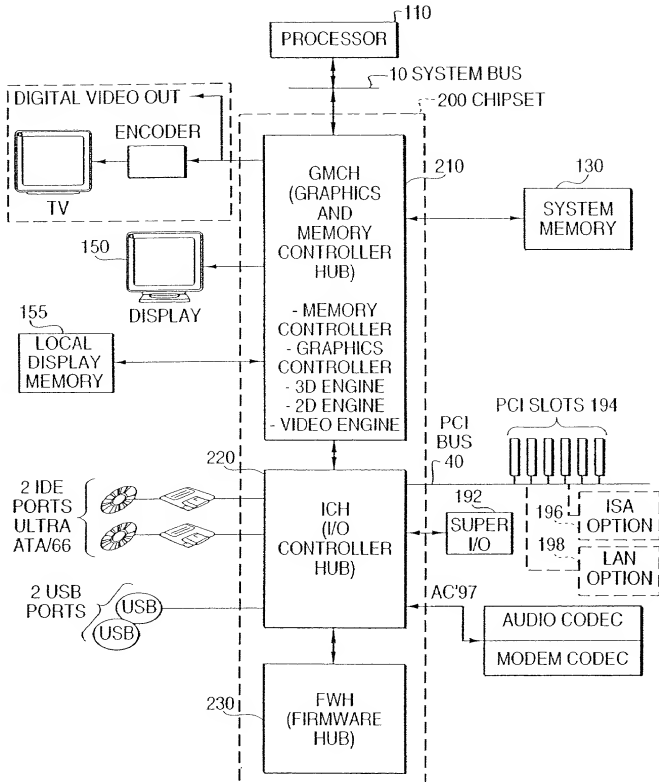 110
PROCESSOR
10 SYSTEM BUS
200 CHIPSET
DIGITAL VIDEO OUT
ENCODER
TV
GMCH
(GRAPHICS
AND
MEMORY
CONTROLLER
HUB)
- MEMORY
CONTROLLER
- GRAPHICS
CONTROLLER
- 3D ENGINE
- 2D ENGINE
- VIDEO ENGINE
210
130
SYSTEM
MEMORY
150
DISPLAY
155
LOCAL
DISPLAY
MEMORY
PCI SLOTS 194
PCI
BUS
40
220
ICH
(I/O
CONTROLLER
HUB)
2 IDE
PORTS
ULTRA
ATA/66
192
SUPER
I/O
196
ISA
OPTION
198
LAN
OPTION
2 USB
PORTS
USB
USB
AC'97
AUDIO CODEC
MODEM CODEC
230
FWH
(FIRMWARE
HUB)